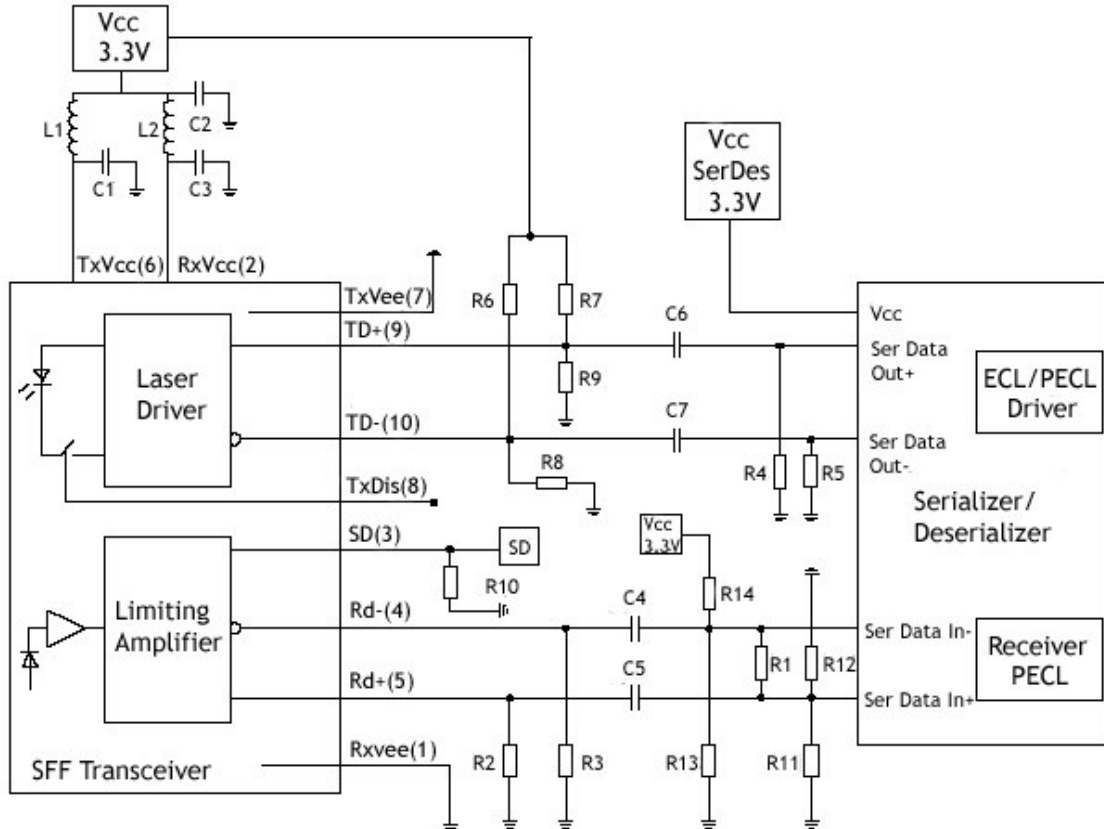 Vcc
3.3V
L1
L2
C2
C1
C3
Vcc
SerDes
3.3V
TxVcc(6)
RxVcc(2)
TxVee(7)
R6
R7
C6
Vcc
TD+(9)
Ser Data
Out+
Laser
Driver
R9
ECL/PECL
Driver
C7
TD-(10)
Ser Data
Out-
R8
R4
R5
TxDis(8)
Serializer/
Deserializer
SD(3)
SD
Vcc
3.3V
R10
R14
Limiting
Amplifier
Rd-(4)
C4
Ser Data In-
R1
R12
Receiver
PECL
Rd+(5)
C5
Ser Data In+
Rxvee(1)
R2
R3
R13
R11
SFF Transceiver